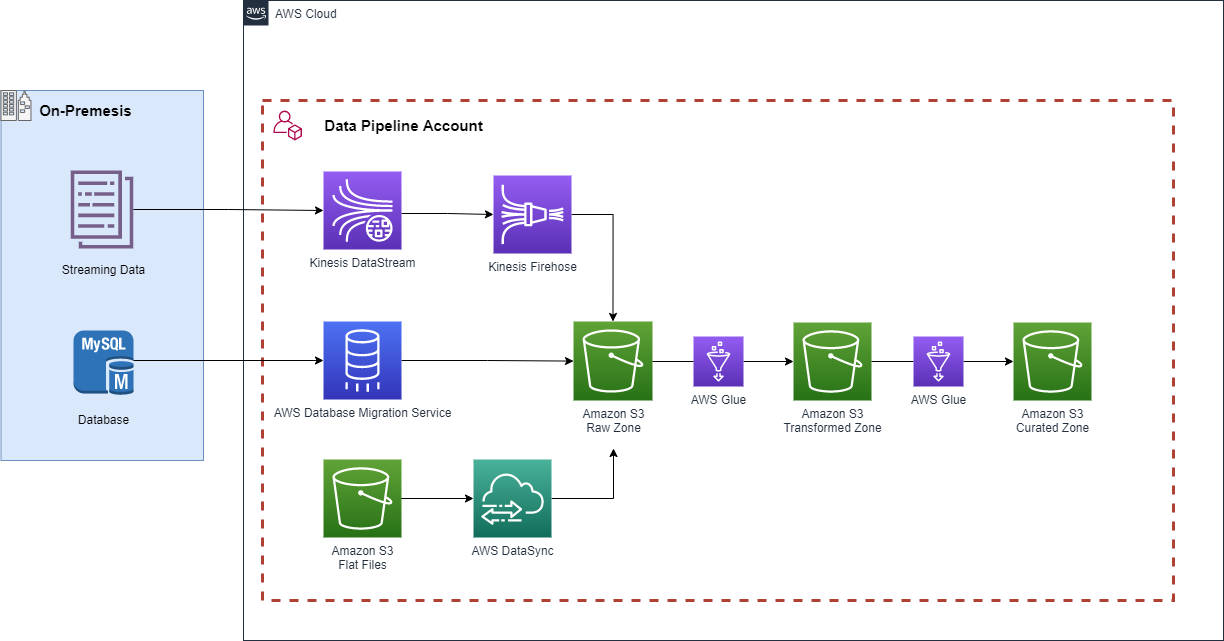 aws
AWS Cloud
On-Premesis
Data Pipeline Account
Streaming Data
Kinesis DataStream
Kinesis Firehose
MySQL
M
Database
AWS Database Migration Service
Amazon S3
Raw Zone
AWS Glue
Amazon S3
Transformed Zone
AWS Glue
Amazon S3
Curated Zone
Amazon S3
Flat Files
AWS DataSync